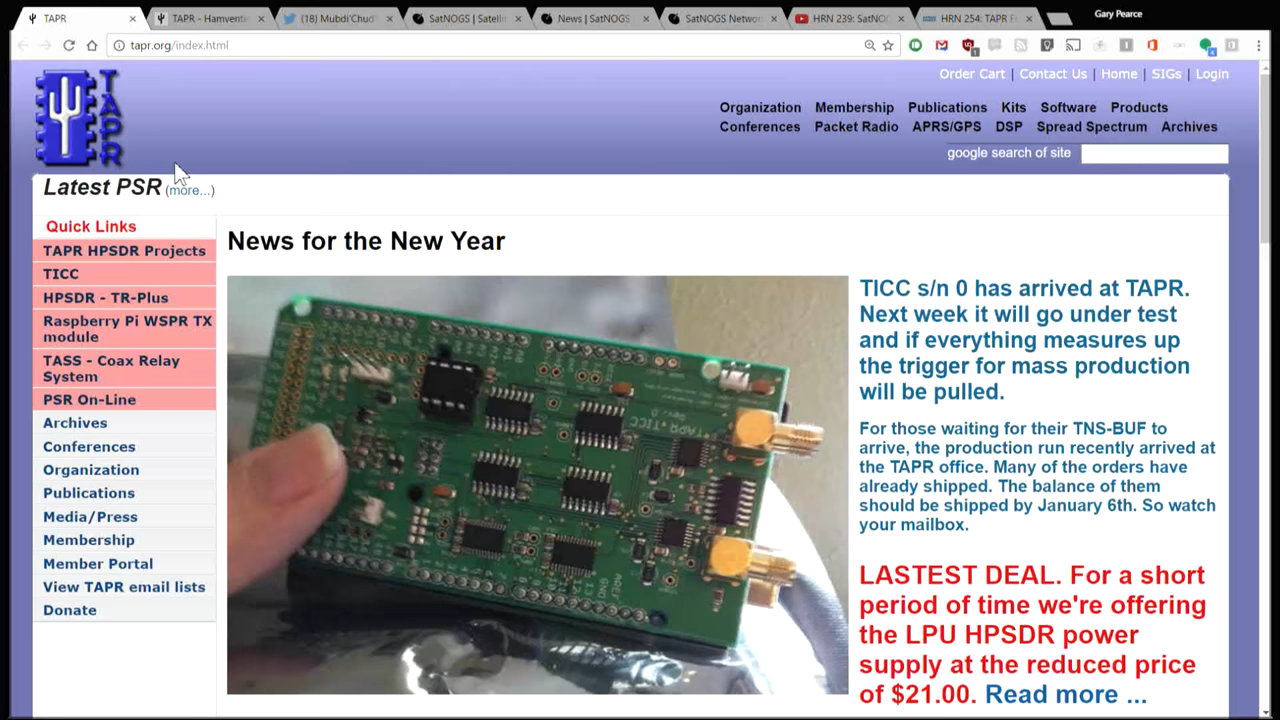 Gary Pearce
TAPR
TAPR - Hamventi
(18) Mubdi'Chud
SatNOGS | Satelli
News | SatNOGS
SatNOGS Networ
HRN 239: SatNO
HRN 254: TAPR F
tapr.org/index.html
TAPR
Order Cart | Contact Us | Home | SIGs | Login
Organization Membership Publications Kits Software Products
Conferences Packet Radio APRS/GPS DSP Spread Spectrum Archives
google search of site
Latest PSR (more...)
Quick Links
TAPR HPSDR Projects
TICC
HPSDR - TR-Plus
Raspberry Pi WSPR TX
module
TASS - Coax Relay
System
PSR On-Line
Archives
Conferences
Organization
Publications
Media/Press
Membership
Member Portal
View TAPR email lists
Donate
News for the New Year
TAPR TICC
Rev. 0
TICC s/n 0 has arrived at TAPR.
Next week it will go under test
and if everything measures up
the trigger for mass production
will be pulled.
For those waiting for their TNS-BUF to
arrive, the production run recently arrived at
the TAPR office. Many of the orders have
already shipped. The balance of them
should be shipped by January 6th. So watch
your mailbox.
LASTEST DEAL. For a short
period of time we're offering
the LPU HPSDR power
supply at the reduced price
of $21.00. Read more ...